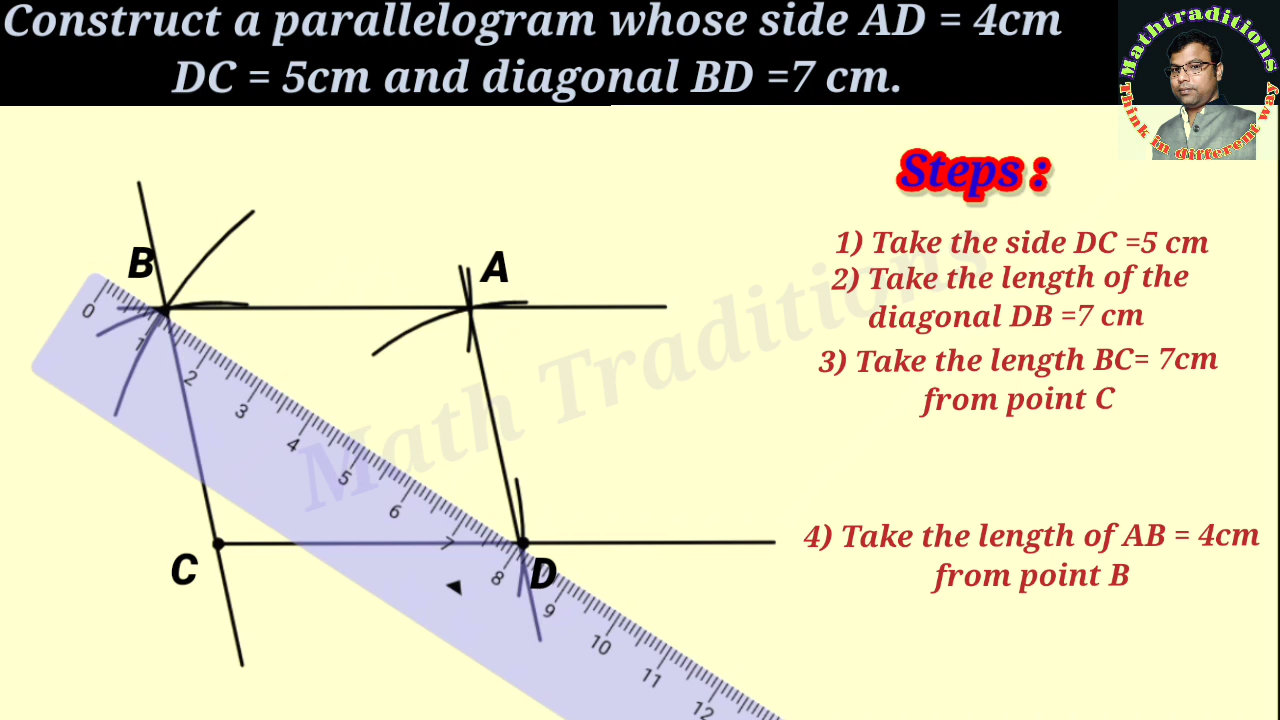 Construct a parallelogram whose side AD = 4cm
DC = 5cm and diagonal BD =7 cm.
Mathtraditions
Think in different way
Steps :
1) Take the side DC =5 cm
2) Take the length of the
diagonal DB =7 cm
3) Take the length BC= 7cm
from point C
4) Take the length of AB = 4cm
from point B
B
A
C
D
0
1
2
3
4
5
6
7
8
9
10
11
12
Math Traditions